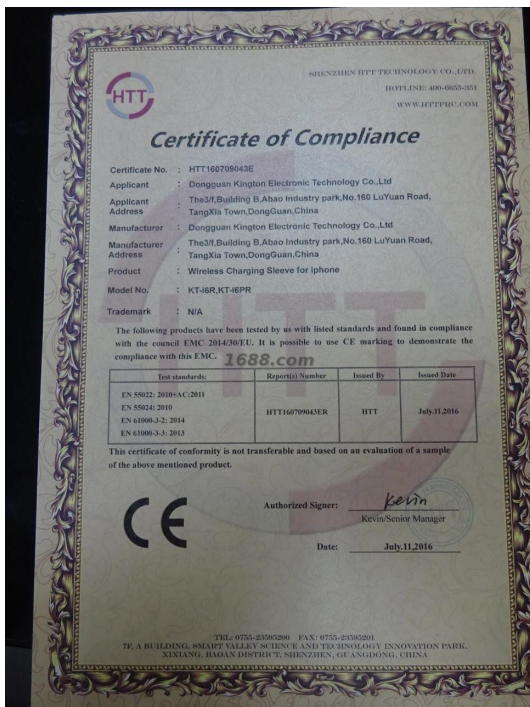 HTT
SHENZHEN HTT TECHNOLOGY CO.,LTD.
HOTLINE: 400-6655-351
WWW.HTTPRC.COM
Certificate of Compliance
Certificate No. : HTT160709043E
Applicant : Dongguan Kington Electronic Technology Co.,Ltd
Applicant Address : The3/f,Building B,Abao Industry park,No.160 LuYuan Road,
TangXia Town,DongGuan,China
Manufacturer : Dongguan Kington Electronic Technology Co.,Ltd
Manufacturer Address : The3/f,Building B,Abao Industry park,No.160 LuYuan Road,
TangXia Town,DongGuan,China
Product : Wireless Charging Sleeve for iphone
Model No. : KT-I6R,KT-I6PR
Trademark : N/A
The following products have been tested by us with listed standards and found in compliance
with the council EMC 2014/30/EU. It is possible to use CE marking to demonstrate the
compliance with this EMC.
1688.com
HTT
Test standards: Report(s) Number Issued By Issued Date
EN 55022: 2010+AC:2011
EN 55024: 2010
EN 61000-3-2: 2014
EN 61000-3-3: 2013
HTT160709043ER HTT July.11,2016
This certificate of conformity is not transferable and based on an evaluation of a sample
of the above mentioned product.
CE
Authorized Signer: Kevin
Kevin/Senior Manager
Date: July.11,2016
TEL: 0755-23595200 FAX: 0755-23595201
7F, A BUILDING, SMART VALLEY SCIENCE AND TECHNOLOGY INNOVATION PARK,
XIXIANG, BAOAN DISTRICT, SHENZHEN, GUANGDONG, CHINA